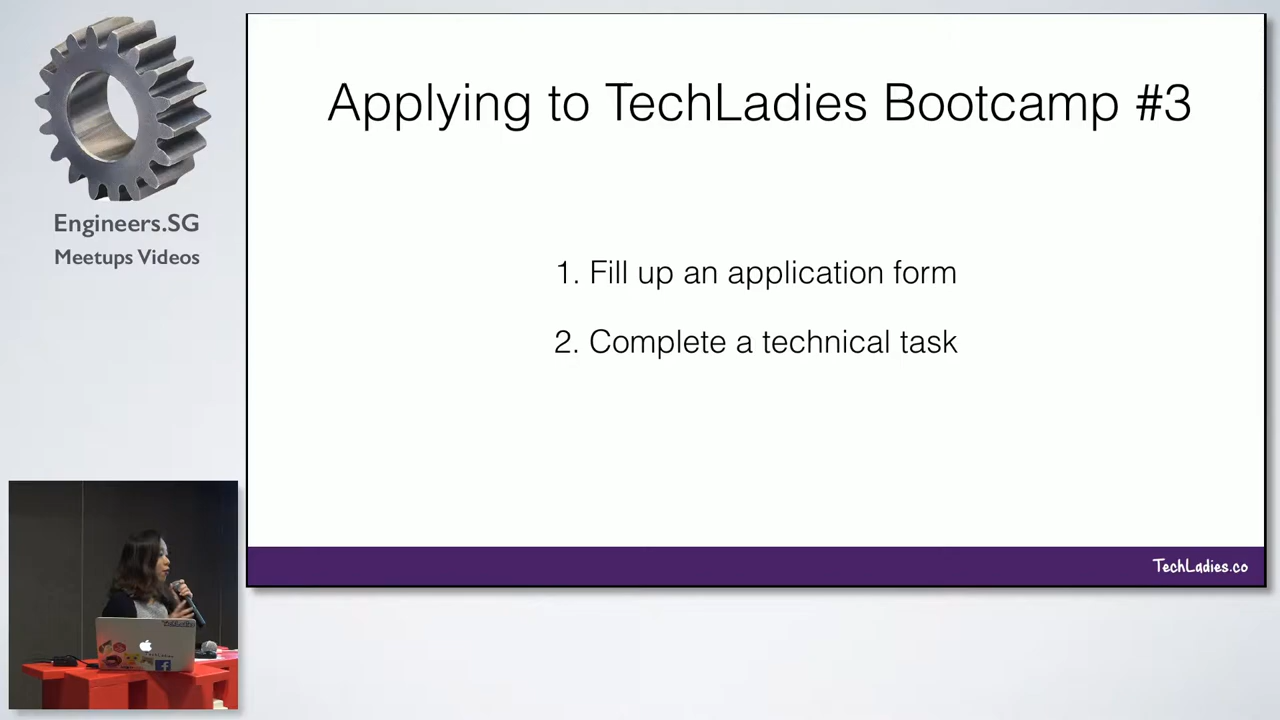 Engineers.SG
Meetups Videos
Applying to TechLadies Bootcamp #3
1. Fill up an application form
2. Complete a technical task
TechLadies.co